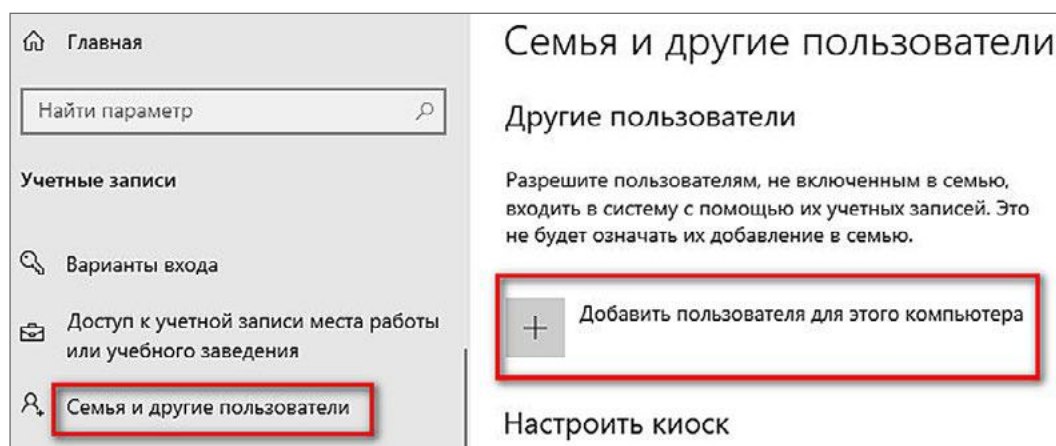 Главная
Найти параметр
Учетные записи
Варианты входа
Доступ к учетной записи места работы
или учебного заведения
Семья и другие пользователи
Семья и другие пользователи
Другие пользователи
Разрешите пользователям, не включенным в семью,
входить в систему с помощью их учетных записей. Это
не будет означать их добавление в семью.
Добавить пользователя для этого компьютера
Настроить киоск